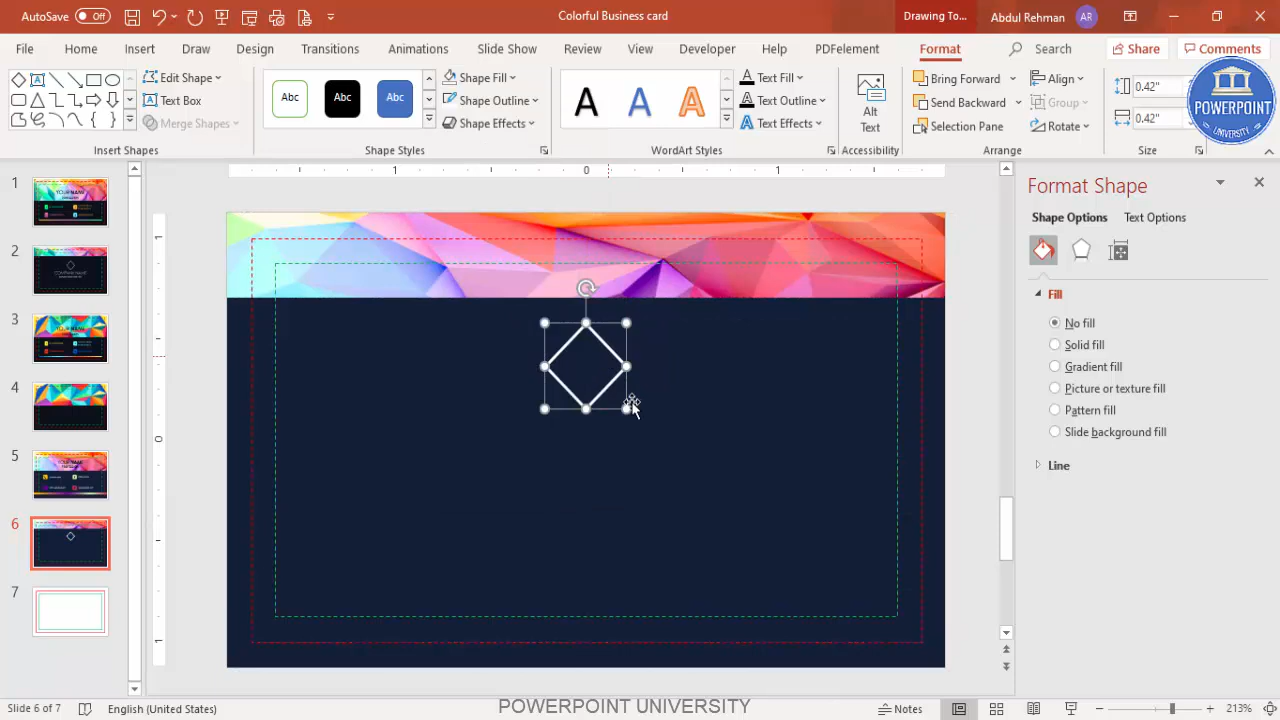 AutoSave Off
Colorful Business card
Drawing To...
Abdul Rehman AR
File Home Insert Draw Design Transitions Animations Slide Show Review View Developer Help PDFelement Format Search Share Comments
Edit Shape
Text Box
Merge Shapes
Insert Shapes
Abc Abc Abc
Shape Fill
Shape Outline
Shape Effects
Shape Styles
A A A
Text Fill
Text Outline
Text Effects
WordArt Styles
Alt
Text
Accessibility
Bring Forward
Send Backward
Selection Pane
Align
Group
Rotate
Arrange
0.42"
0.42"
Size
POWERPOINT
UNIVERSITY
1 0 1
1
0
1
1
2
3
4
5
6
7
Format Shape
Shape Options Text Options
Fill
No fill
Solid fill
Gradient fill
Picture or texture fill
Pattern fill
Slide background fill
Line
Slide 6 of 7
English (United States)
POWERPOINT UNIVERSITY
Notes
213%